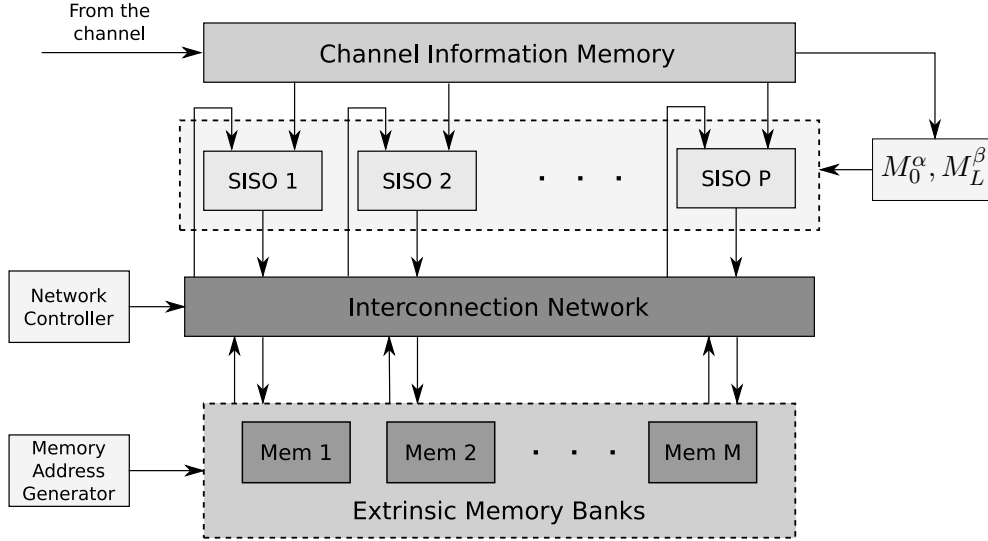 From the
channel
Channel Information Memory
SISO 1
SISO 2
. . .
SISO P
M_0^α, M_L^β
Network
Controller
Interconnection Network
Memory
Address
Generator
Mem 1
Mem 2
. . .
Mem M
Extrinsic Memory Banks